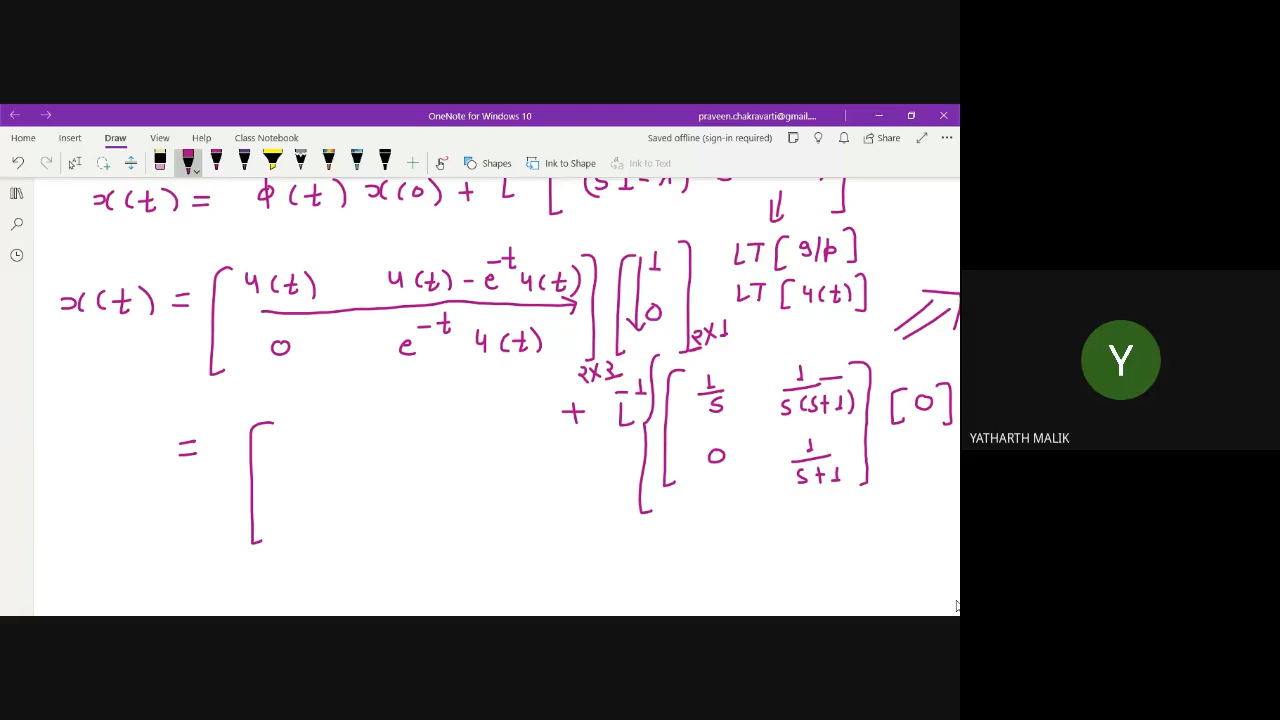 OneNote for Windows 10
praveen.chakravarti@gmail....
Home Insert Draw View Help Class Notebook
Saved offline (sign-in required)
Share
Shapes
Ink to Shape
Ink to Text
x(t) = ϕ(t) x(0) + L [ (SI-A)
LT [ g/p ]
LT [ u(t) ]
x(t) = [ u(t) u(t) - e^-t u(t)
0 e^-t u(t) ] 2x2 [ 1
0 ] 2x1
+ L^-1 { [ 1/s 1/s(s+1)
0 1/s+1 ] [0]
= [
Y
YATHARTH MALIK